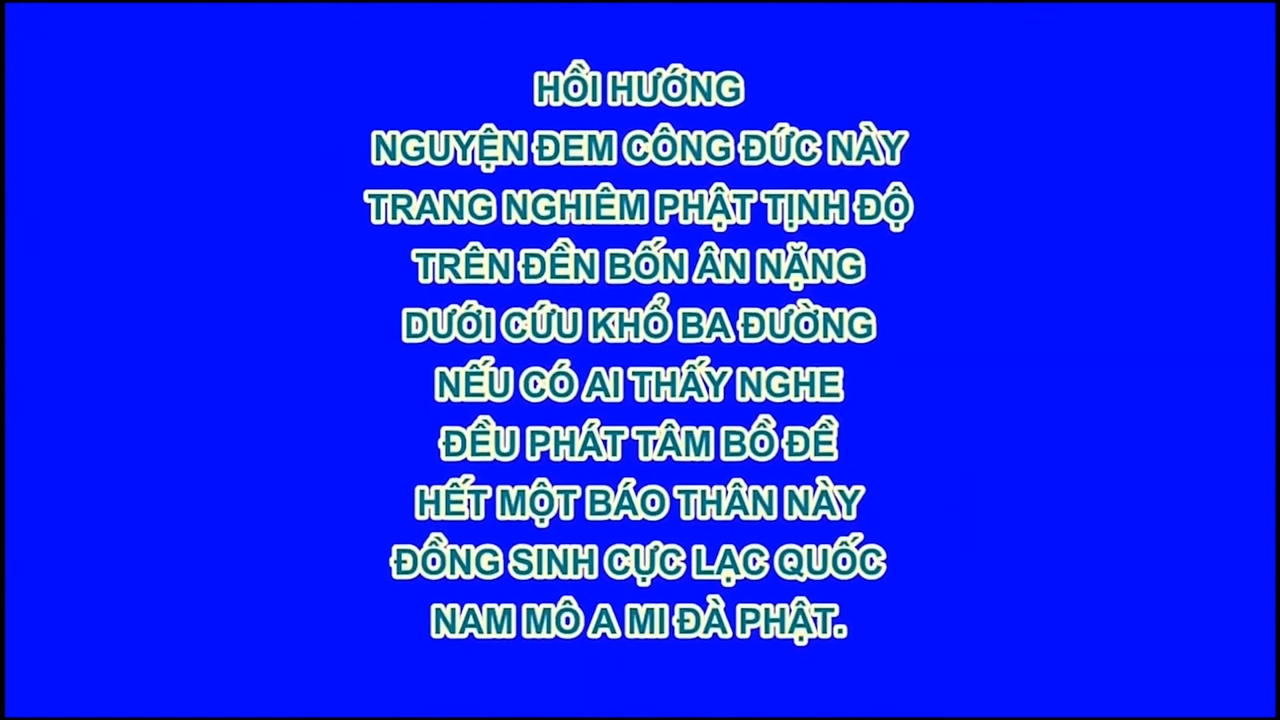 HỒI HƯỚNG
NGUYỆN ĐEM CÔNG ĐỨC NÀY
TRANG NGHIÊM PHẬT TỊNH ĐỘ
TRÊN ĐỀN BỐN ÂN NẶNG
DƯỚI CỨU KHỔ BA ĐƯỜNG
NẾU CÓ AI THẤY NGHE
ĐỀU PHÁT TÂM BỒ ĐỀ
HẾT MỘT BÁO THÂN NÀY
ĐỒNG SINH CỰC LẠC QUỐC
NAM MÔ A MI ĐÀ PHẬT.